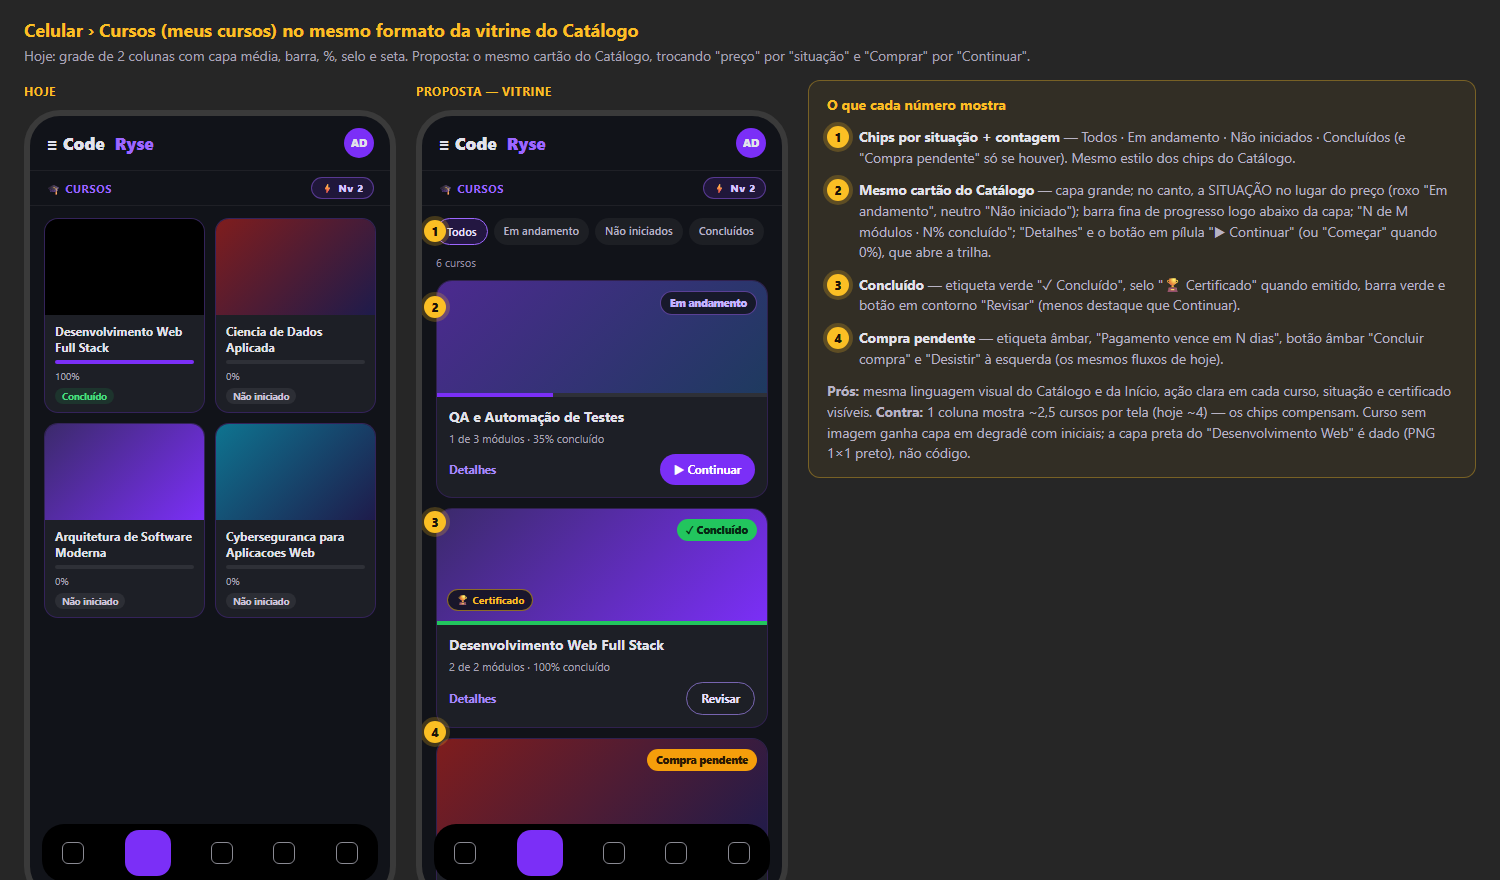 Celular › Cursos (meus cursos) no mesmo formato da vitrine do Catálogo
Hoje: grade de 2 colunas com capa média, barra, %, selo e seta. Proposta: o mesmo cartão do Catálogo, trocando "preço" por "situação" e "Comprar" por "Continuar".
HOJE
☰ Code Ryse
AD
CURSOS
Nv 2
Desenvolvimento Web
Full Stack
100%
Concluído
Ciencia de Dados
Aplicada
0%
Não iniciado
Arquitetura de Software
Moderna
0%
Não iniciado
Cyberseguranca para
Aplicacoes Web
0%
Não iniciado
PROPOSTA — VITRINE
☰ Code Ryse
AD
CURSOS
Nv 2
1
Todos
Em andamento
Não iniciados
Concluídos
6 cursos
2
Em andamento
QA e Automação de Testes
1 de 3 módulos · 35% concluído
Detalhes
▶ Continuar
3
✓ Concluído
🏆 Certificado
Desenvolvimento Web Full Stack
2 de 2 módulos · 100% concluído
Detalhes
Revisar
4
Compra pendente
O que cada número mostra
1
Chips por situação + contagem — Todos · Em andamento · Não iniciados · Concluídos (e
"Compra pendente" só se houver). Mesmo estilo dos chips do Catálogo.
2
Mesmo cartão do Catálogo — capa grande; no canto, a SITUAÇÃO no lugar do preço (roxo "Em
andamento", neutro "Não iniciado"); barra fina de progresso logo abaixo da capa; "N de M
módulos · N% concluído"; "Detalhes" e o botão em pílula "▶ Continuar" (ou "Começar" quando
0%), que abre a trilha.
3
Concluído — etiqueta verde "✓ Concluído", selo "🏆 Certificado" quando emitido, barra verde e
botão em contorno "Revisar" (menos destaque que Continuar).
4
Compra pendente — etiqueta âmbar, "Pagamento vence em N dias", botão âmbar "Concluir
compra" e "Desistir" à esquerda (os mesmos fluxos de hoje).
Prós: mesma linguagem visual do Catálogo e da Início, ação clara em cada curso, situação e certificado
visíveis. Contra: 1 coluna mostra ~2,5 cursos por tela (hoje ~4) — os chips compensam. Curso sem
imagem ganha capa em degradê com iniciais; a capa preta do "Desenvolvimento Web" é dado (PNG
1×1 preto), não código.